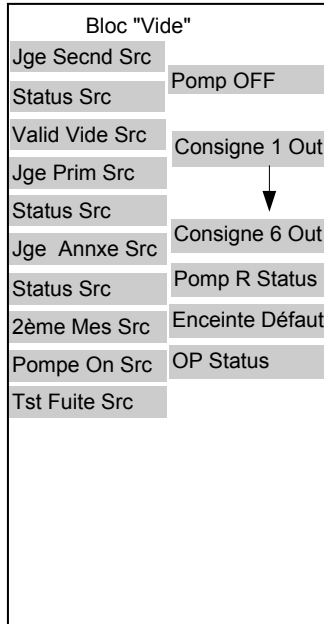 Bloc "Vide"
Jge Secnd Src
Status Src
Valid Vide Src
Jge Prim Src
Status Src
Jge Annxe Src
Status Src
2ème Mes Src
Pompe On Src
Tst Fuite Src
Pomp OFF
Consigne 1 Out
Consigne 6 Out
Pomp R Status
Enceinte Défaut
OP Status